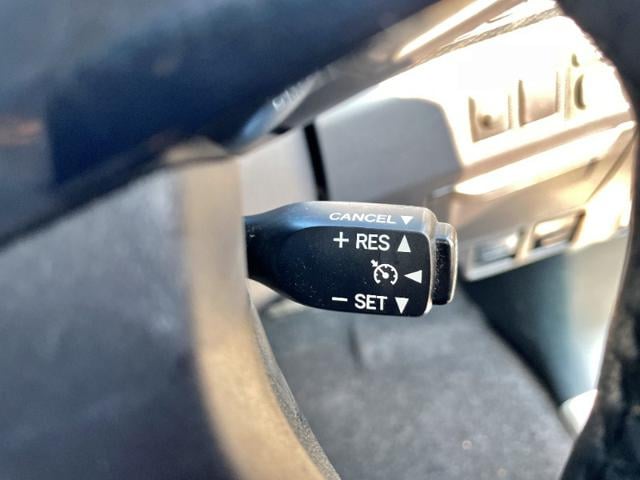 CANCEL ▼
+ RES ▲
◀
− SET ▼